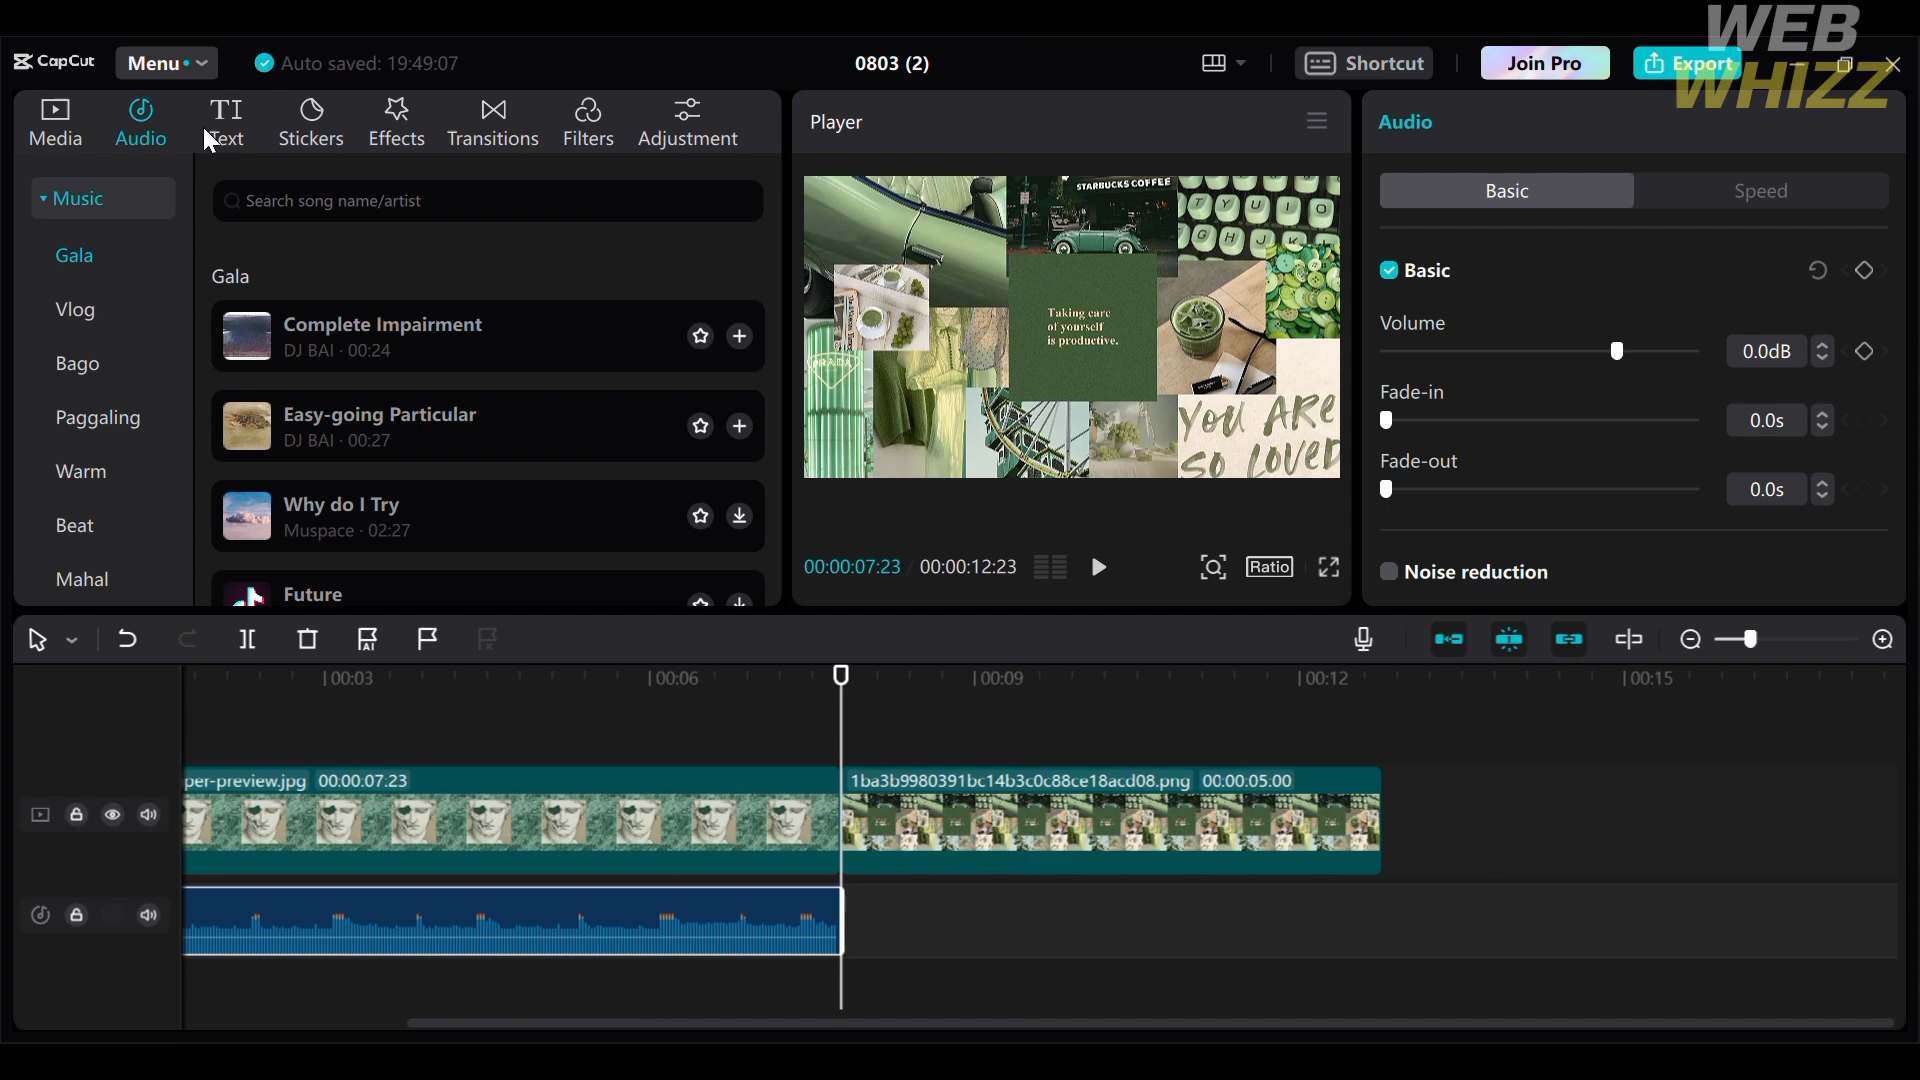 WEB
WHIZZ
CapCut
Menu
Auto saved: 19:49:07
0803 (2)
Shortcut
Join Pro
Export
Media
Audio
Text
Stickers
Effects
Transitions
Filters
Adjustment
Music
Gala
Vlog
Bago
Paggaling
Warm
Beat
Mahal
Search song name/artist
Gala
Complete Impairment
DJ BAI · 00:24
Easy-going Particular
DJ BAI · 00:27
Why do I Try
Muspace · 02:27
Future
Player
STARBUCKS COFFEE
T Y U I O
G H J K
PRADA
Taking care
of yourself
is productive.
YOU ARE
SO LOVED
00:00:07:23 / 00:00:12:23
Ratio
Audio
Basic
Speed
Basic
Volume
0.0dB
Fade-in
0.0s
Fade-out
0.0s
Noise reduction
AI
00:03
00:06
00:09
00:12
00:15
per-preview.jpg 00:00:07:23
1ba3b9980391bc14b3c0c88ce18acd08.png 00:00:05:00